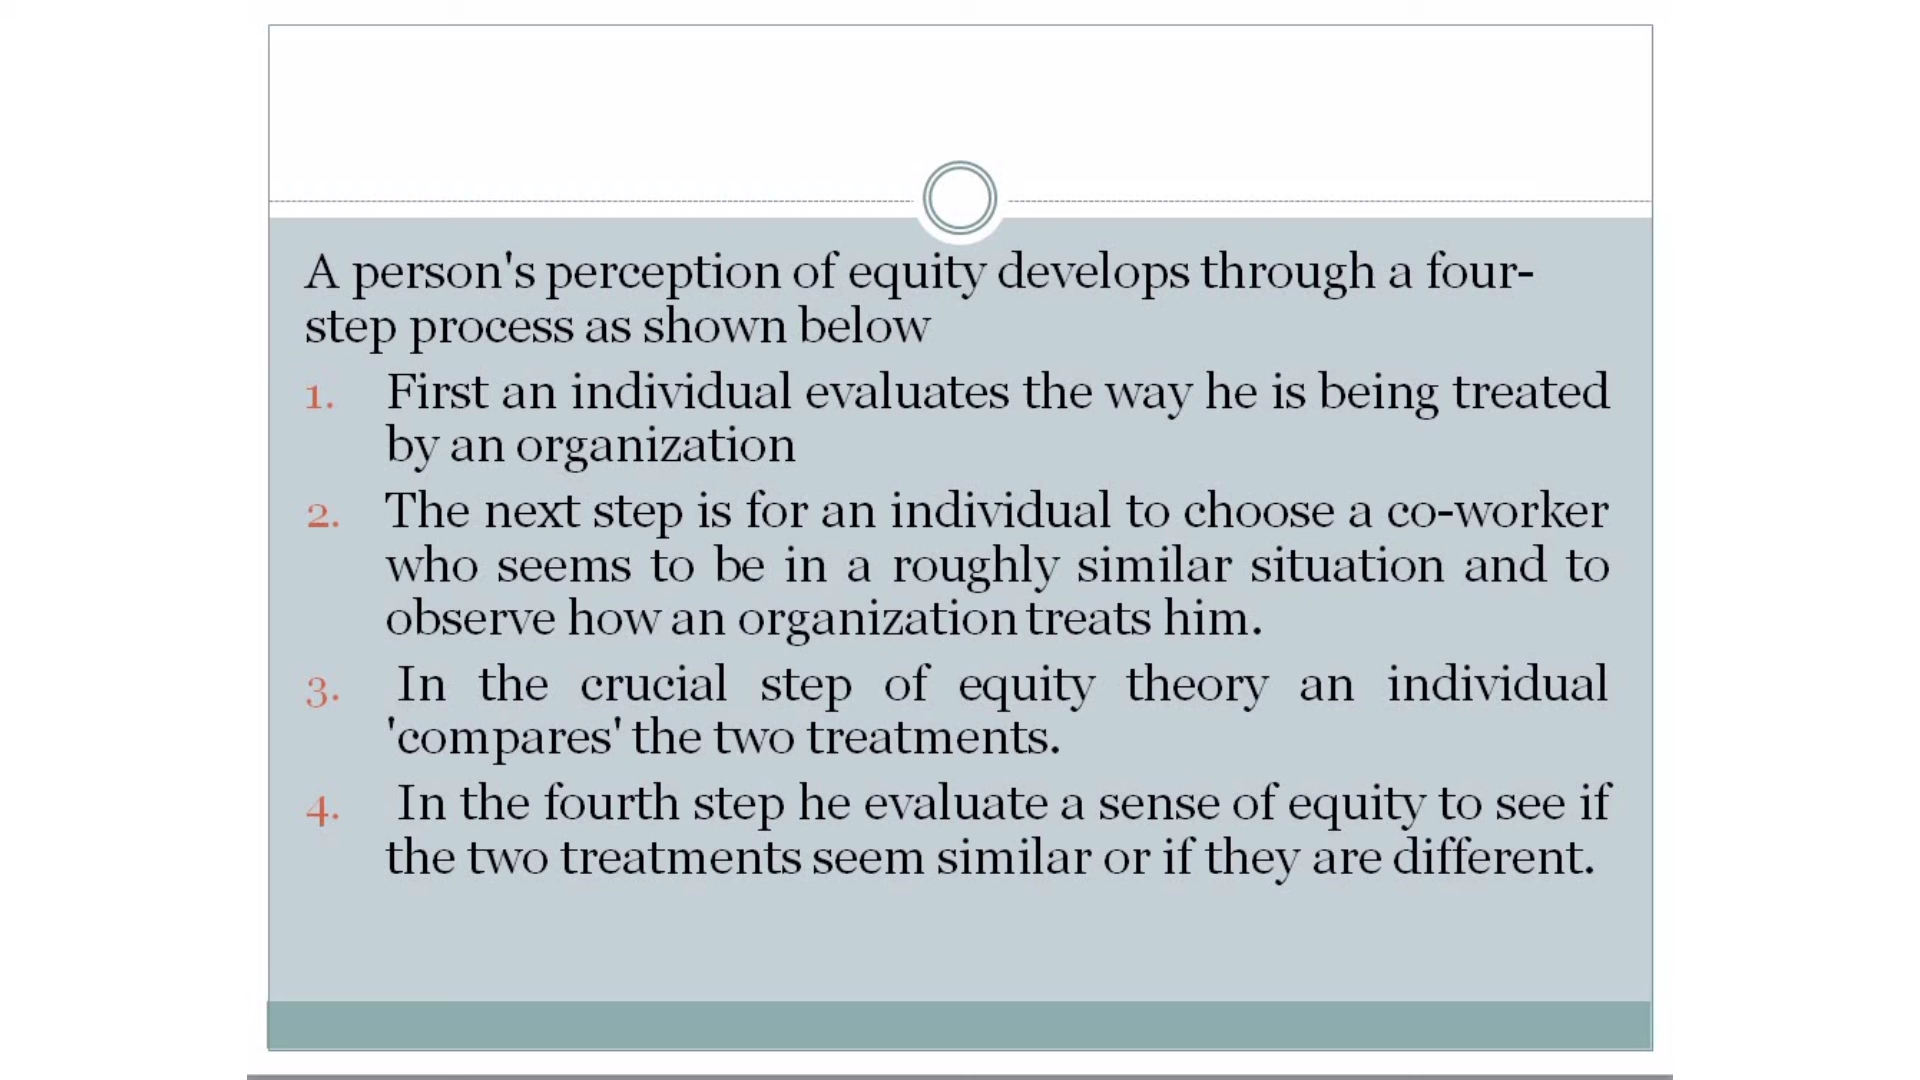 A person's perception of equity develops through a four-
step process as shown below
1. First an individual evaluates the way he is being treated
by an organization
2. The next step is for an individual to choose a co-worker
who seems to be in a roughly similar situation and to
observe how an organization treats him.
3. In the crucial step of equity theory an individual
'compares' the two treatments.
4. In the fourth step he evaluate a sense of equity to see if
the two treatments seem similar or if they are different.